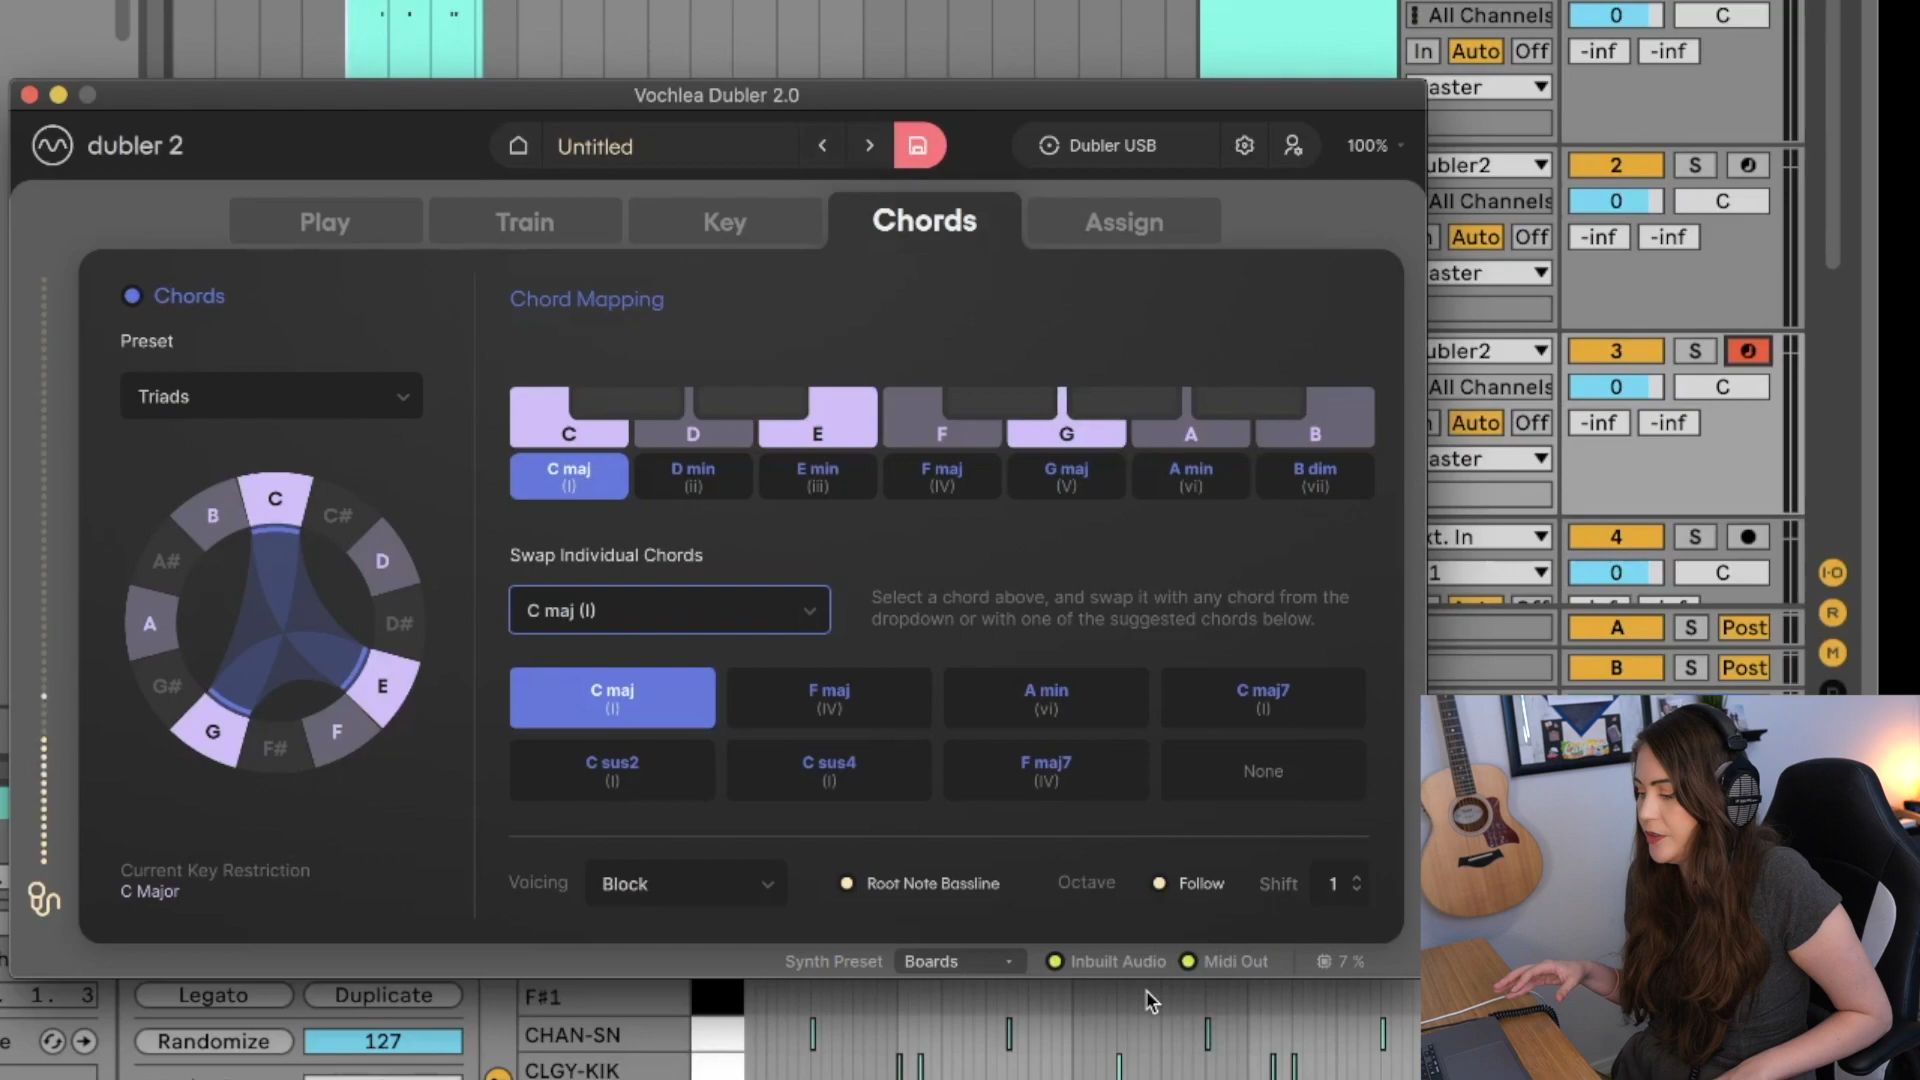 All Channels 0 C
In Auto Off -inf -inf
aster
Vochlea Dubler 2.0
dubler 2
Untitled
Dubler USB
100%
Play Train Key Chords Assign
ubler2 2 S
All Channels 0 C
Auto Off -inf -inf
aster
ubler2 3 S
All Channels 0 C
Auto Off -inf -inf
aster
xt. In 4 S
1 0 C
A S Post
B S Post
I-O
R
M
Chords
Preset
Triads
C
C#
D
D#
E
F
F#
G
G#
A
A#
B
Current Key Restriction
C Major
Chord Mapping
C D E F G A B
C maj D min E min F maj G maj A min B dim
(I) (ii) (iii) (IV) (V) (vi) (vii)
Swap Individual Chords
C maj (I)
Select a chord above, and swap it with any chord from the
dropdown or with one of the suggested chords below.
C maj F maj A min C maj7
(I) (IV) (vi) (I)
C sus2 C sus4 F maj7 None
(I) (I) (IV)
Voicing Block Root Note Bassline Octave Follow Shift 1
Synth Preset Boards Inbuilt Audio Midi Out 7 %
1. 3 Legato Duplicate F#1
Randomize 127 CHAN-SN
CLGY-KIK